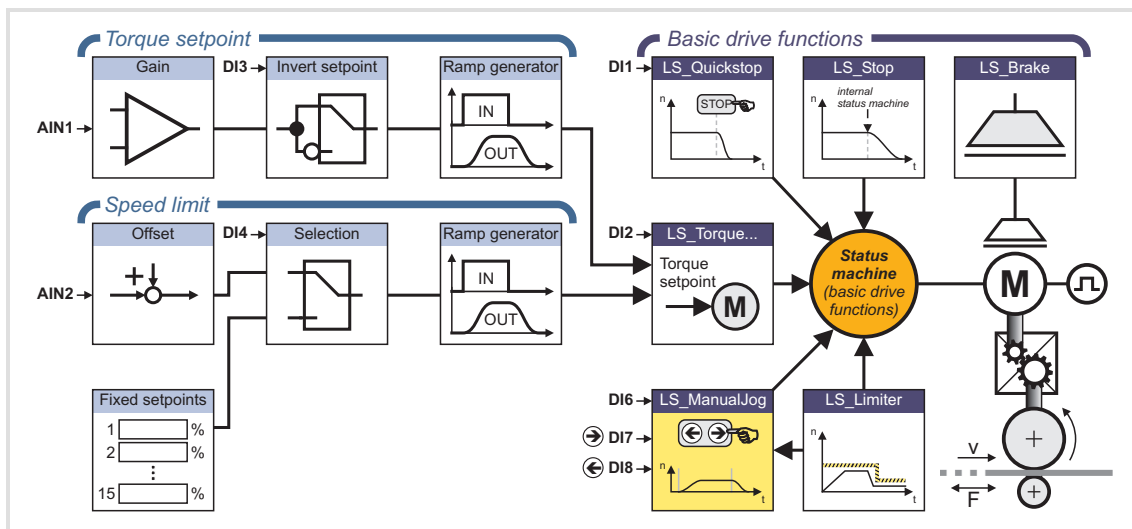 Torque setpoint
Basic drive functions
Gain
DI3
Invert setpoint
Ramp generator
DI1
LS_Quickstop
LS_Stop
LS_Brake
AIN1
IN
OUT
n
STOP
t
n
internal
status machine
t
Speed limit
Offset
DI4
Selection
Ramp generator
DI2
LS_Torque...
AIN2
+
IN
OUT
Torque
setpoint
M
Status
machine
(basic drive
functions)
M
Fixed setpoints
1 %
2 %
⋮
15 %
DI6
LS_ManualJog
LS_Limiter
→ DI7
← DI8
← →
n
t
n
t
+
+
v
F